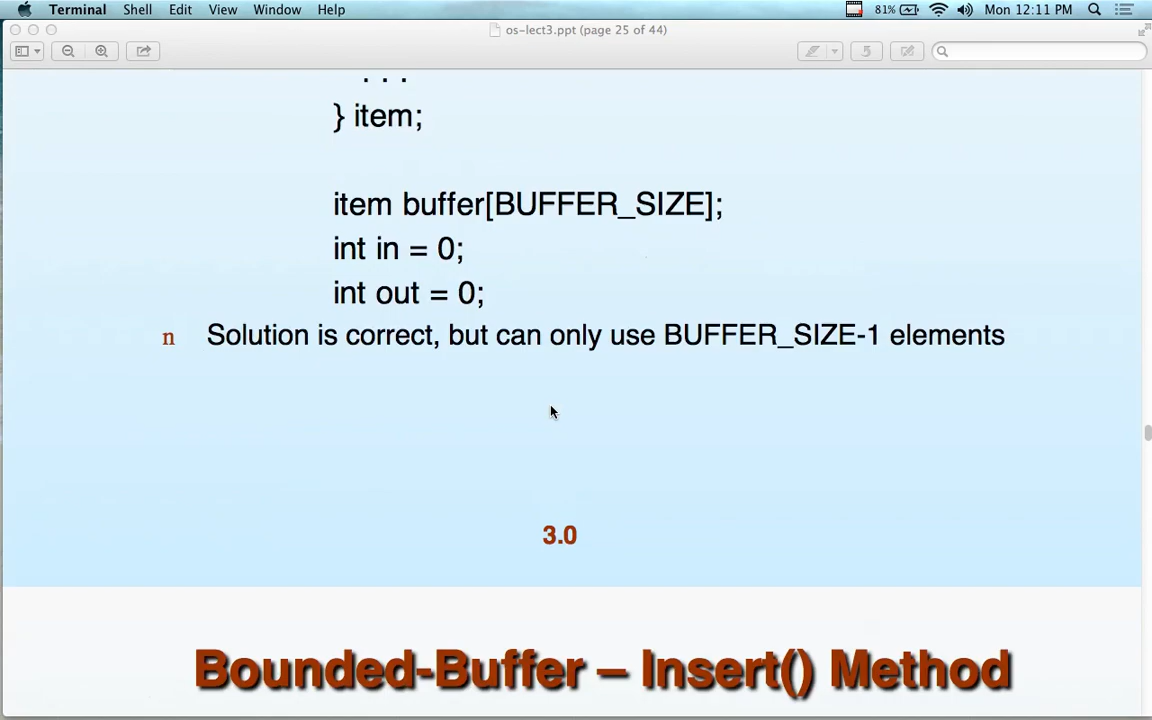 Terminal Shell Edit View Window Help 81% Mon 12:11 PM
os-lect3.ppt (page 25 of 44)
. . .
} item;
item buffer[BUFFER_SIZE];
int in = 0;
int out = 0;
n Solution is correct, but can only use BUFFER_SIZE-1 elements
3.0
Bounded-Buffer – Insert() Method